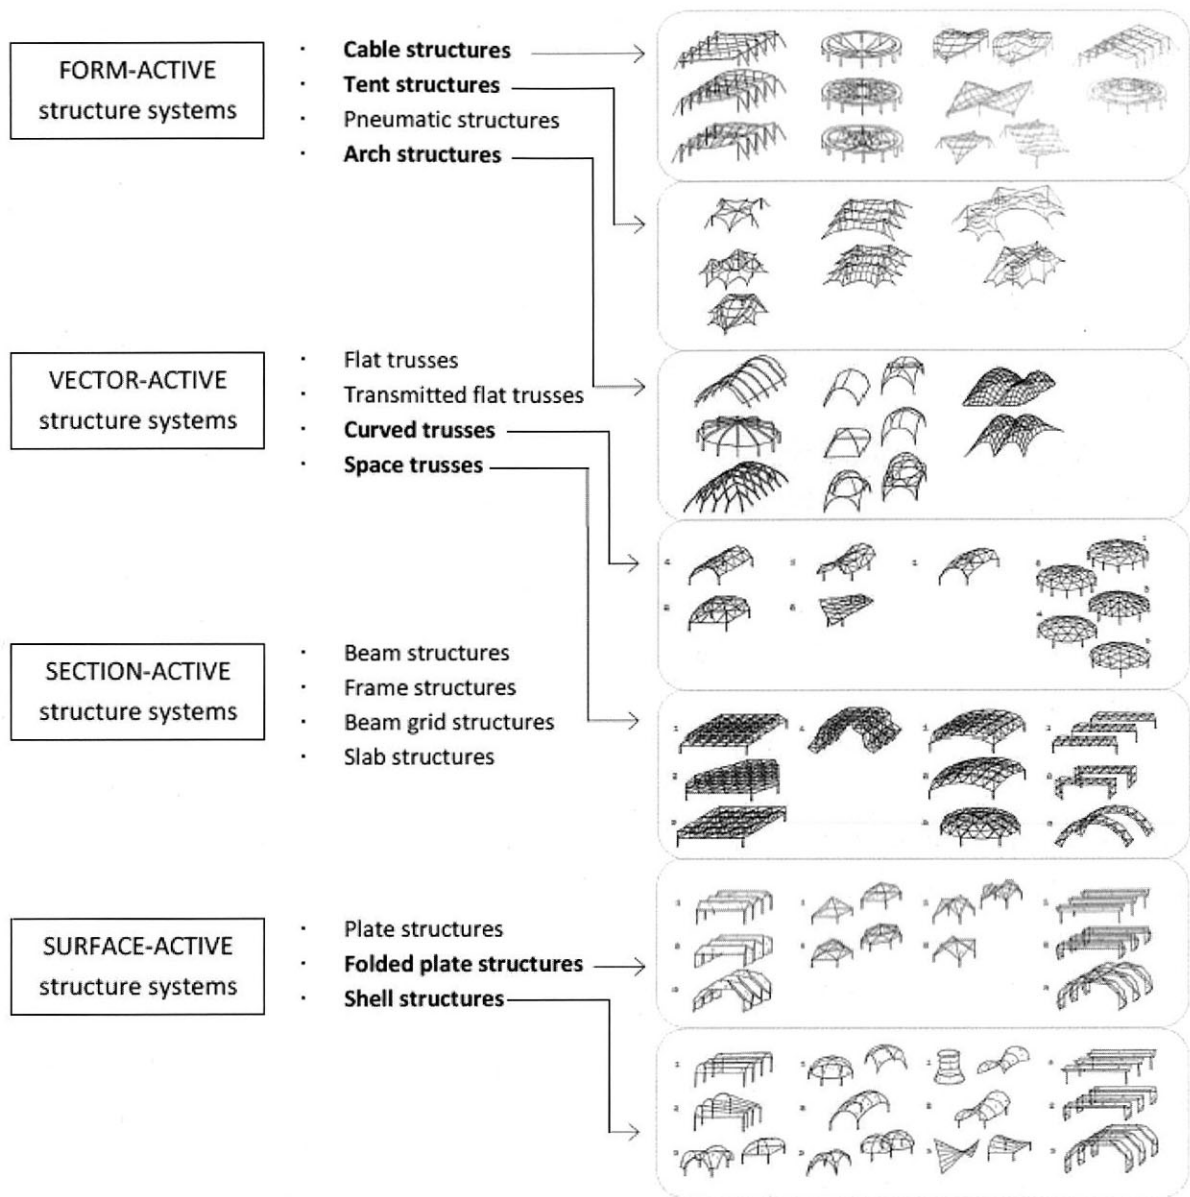 FORM-ACTIVE
structure systems
· Cable structures
· Tent structures
· Pneumatic structures
· Arch structures
VECTOR-ACTIVE
structure systems
· Flat trusses
· Transmitted flat trusses
· Curved trusses
· Space trusses
SECTION-ACTIVE
structure systems
· Beam structures
· Frame structures
· Beam grid structures
· Slab structures
SURFACE-ACTIVE
structure systems
· Plate structures
· Folded plate structures
· Shell structures